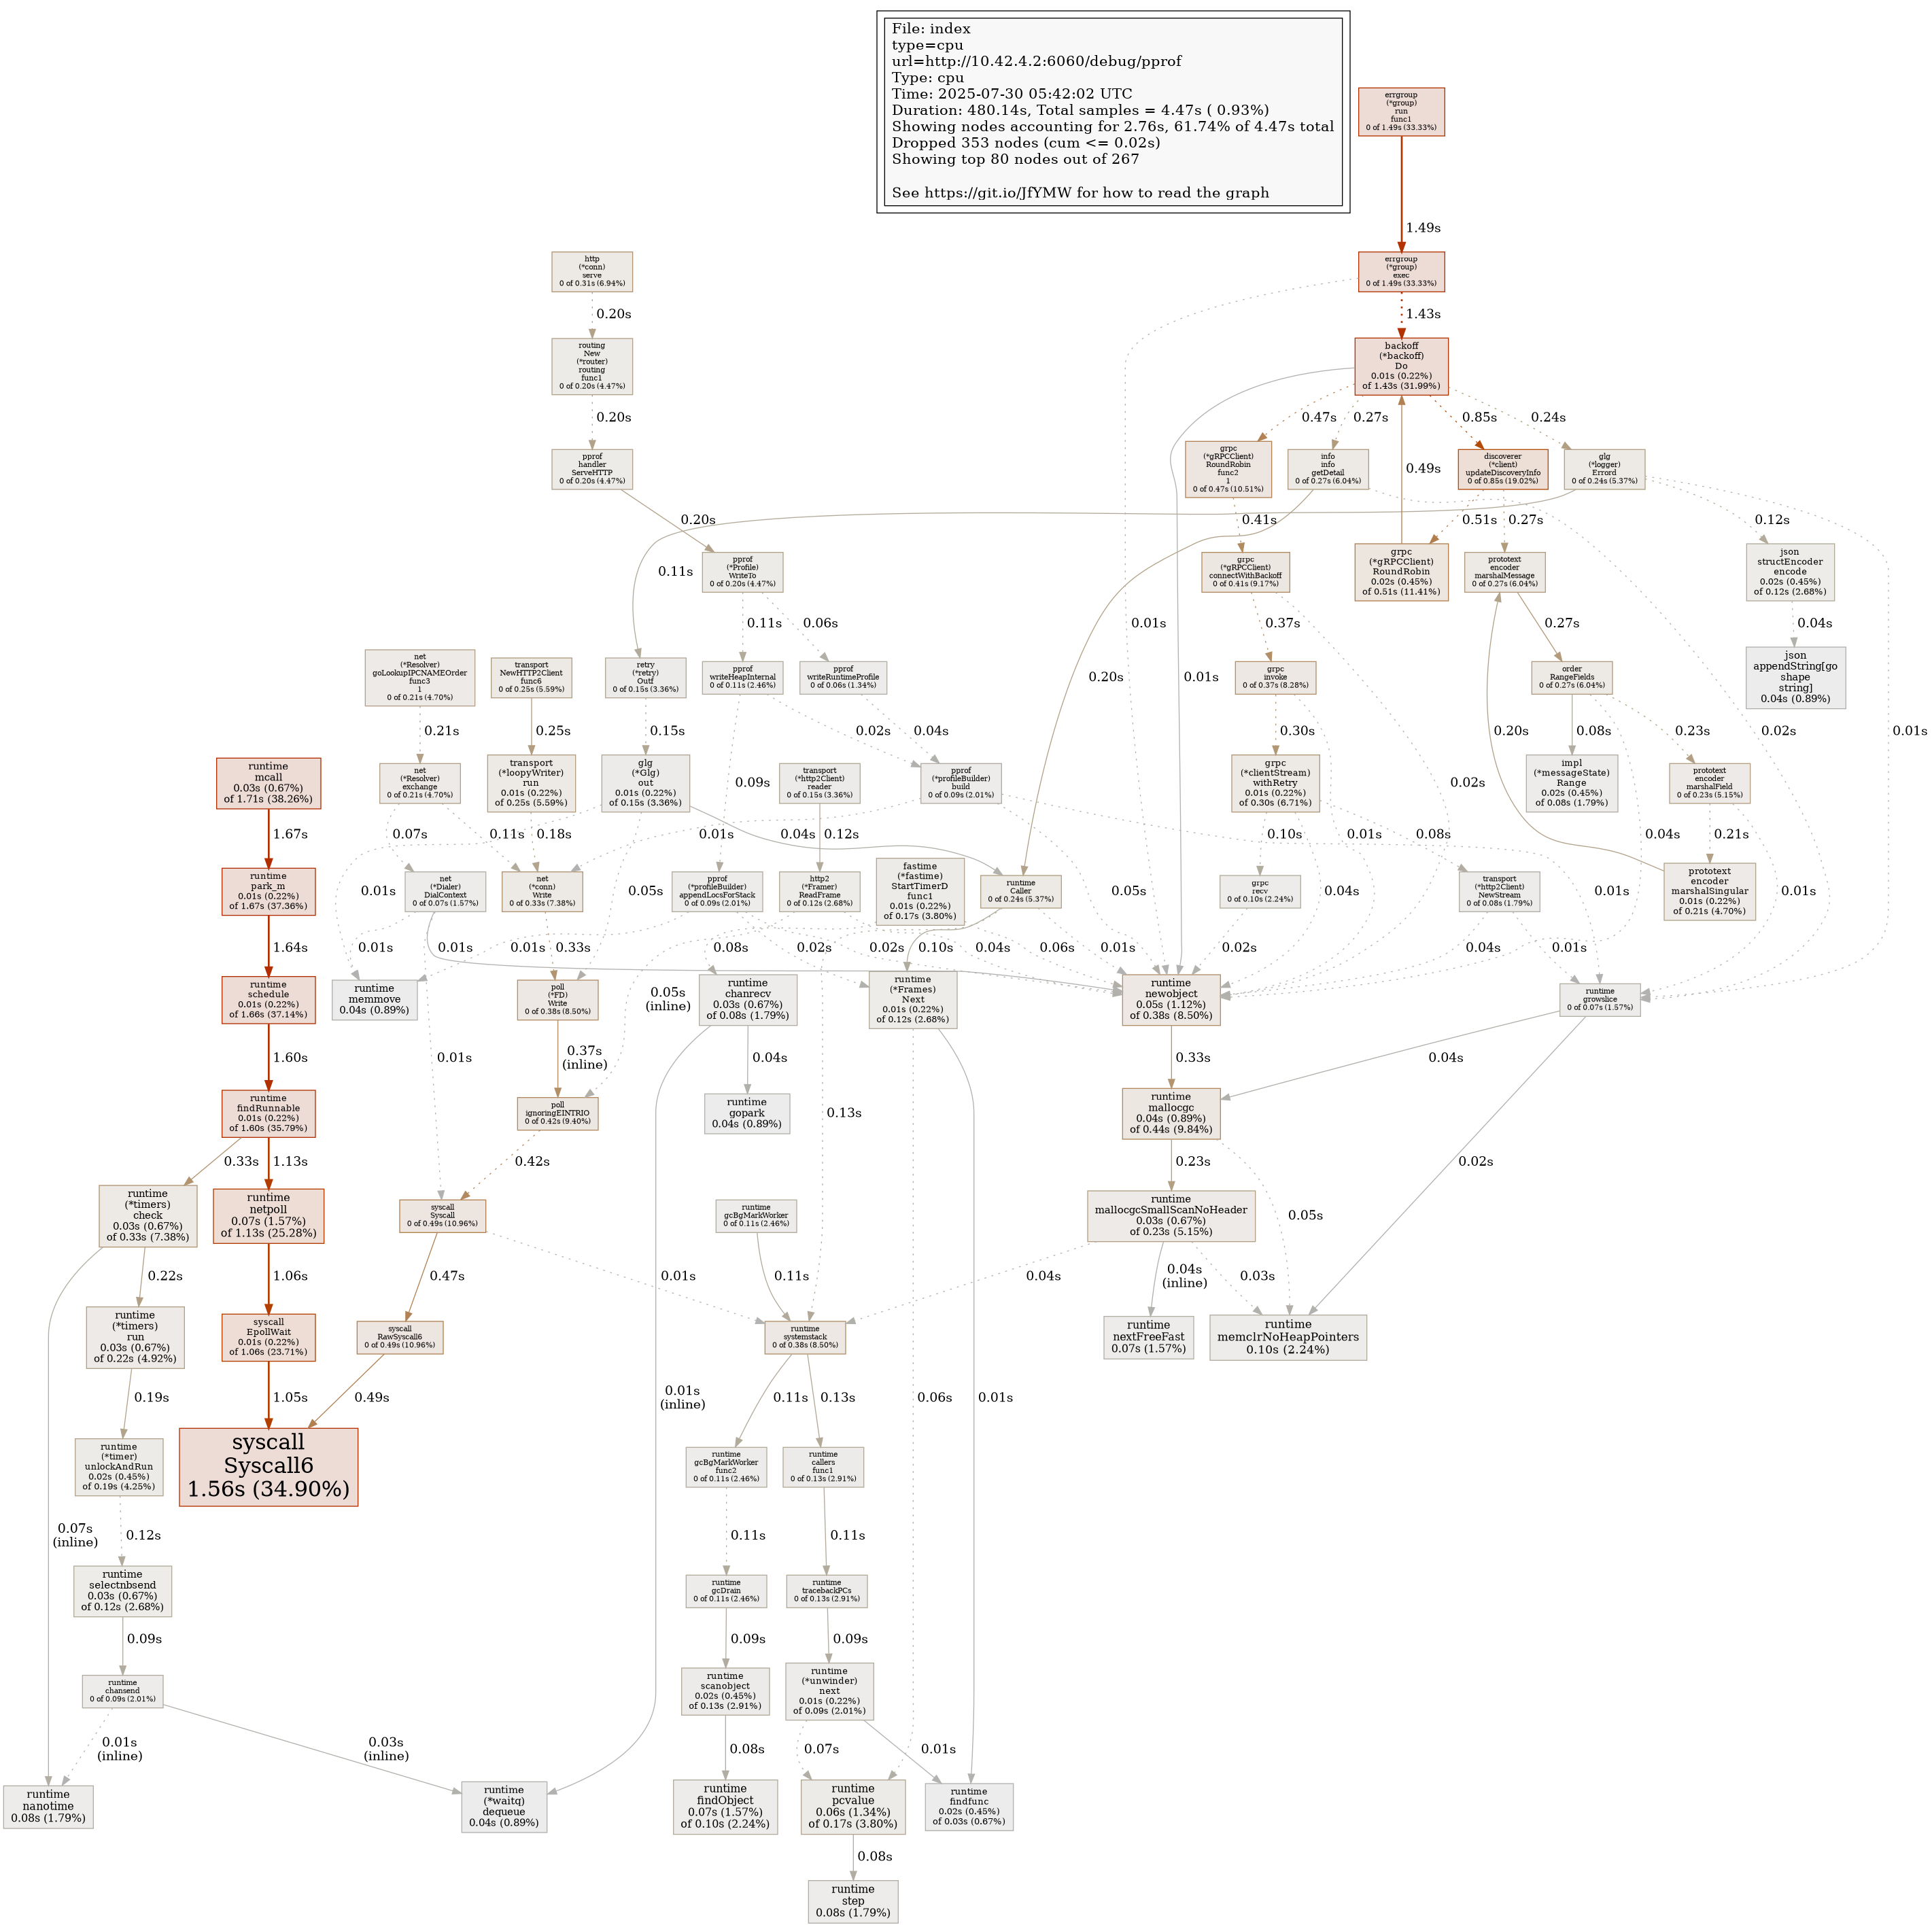 File: index
type=cpu
url=http://10.42.4.2:6060/debug/pprof
Type: cpu
Time: 2025-07-30 05:42:02 UTC
Duration: 480.14s, Total samples = 4.47s ( 0.93%)
Showing nodes accounting for 2.76s, 61.74% of 4.47s total
Dropped 353 nodes (cum <= 0.02s)
Showing top 80 nodes out of 267
See https://git.io/JfYMW for how to read the graph
errgroup
(*group)
run
func1
0 of 1.49s (33.33%)
1.49s
http
(*conn)
serve
0 of 0.31s (6.94%)
errgroup
(*group)
exec
0 of 1.49s (33.33%)
0.20s
1.43s
routing
New
(*router)
routing
func1
0 of 0.20s (4.47%)
backoff
(*backoff)
Do
0.01s (0.22%)
of 1.43s (31.99%)
0.20s
0.47s
0.27s
0.85s
0.24s
pprof
handler
ServeHTTP
0 of 0.20s (4.47%)
grpc
(*gRPCClient)
RoundRobin
func2
1
0 of 0.47s (10.51%)
info
info
getDetail
0 of 0.27s (6.04%)
0.49s
discoverer
(*client)
updateDiscoveryInfo
0 of 0.85s (19.02%)
glg
(*logger)
Errord
0 of 0.24s (5.37%)
0.20s
0.41s
0.51s
0.27s
0.12s
0.11s
pprof
(*Profile)
WriteTo
0 of 0.20s (4.47%)
grpc
(*gRPCClient)
connectWithBackoff
0 of 0.41s (9.17%)
grpc
(*gRPCClient)
RoundRobin
0.02s (0.45%)
of 0.51s (11.41%)
prototext
encoder
marshalMessage
0 of 0.27s (6.04%)
json
structEncoder
encode
0.02s (0.45%)
of 0.12s (2.68%)
0.11s
0.06s
0.01s
0.37s
0.27s
0.04s
net
(*Resolver)
goLookupIPCNAMEOrder
func3
1
0 of 0.21s (4.70%)
transport
NewHTTP2Client
func6
0 of 0.25s (5.59%)
retry
(*retry)
Outf
0 of 0.15s (3.36%)
pprof
writeHeapInternal
0 of 0.11s (2.46%)
pprof
writeRuntimeProfile
0 of 0.06s (1.34%)
0.20s
0.01s
grpc
invoke
0 of 0.37s (8.28%)
order
RangeFields
0 of 0.27s (6.04%)
json
appendString[go
shape
string]
0.04s (0.89%)
0.21s
0.25s
0.15s
0.02s
0.04s
0.30s
0.20s
0.08s
0.23s
0.02s
0.01s
runtime
mcall
0.03s (0.67%)
of 1.71s (38.26%)
net
(*Resolver)
exchange
0 of 0.21s (4.70%)
transport
(*loopyWriter)
run
0.01s (0.22%)
of 0.25s (5.59%)
glg
(*Glg)
out
0.01s (0.22%)
of 0.15s (3.36%)
0.09s
transport
(*http2Client)
reader
0 of 0.15s (3.36%)
pprof
(*profileBuilder)
build
0 of 0.09s (2.01%)
grpc
(*clientStream)
withRetry
0.01s (0.22%)
of 0.30s (6.71%)
0.02s
impl
(*messageState)
Range
0.02s (0.45%)
of 0.08s (1.79%)
prototext
encoder
marshalField
0 of 0.23s (5.15%)
1.67s
0.07s
0.11s
0.18s
0.01s
0.04s
0.12s
0.10s
0.01s
0.08s
0.04s
0.21s
runtime
park_m
0.01s (0.22%)
of 1.67s (37.36%)
0.01s
net
(*Dialer)
DialContext
0 of 0.07s (1.57%)
net
(*conn)
Write
0 of 0.33s (7.38%)
0.05s
pprof
(*profileBuilder)
appendLocsForStack
0 of 0.09s (2.01%)
http2
(*Framer)
ReadFrame
0 of 0.12s (2.68%)
fastime
(*fastime)
StartTimerD
func1
0.01s (0.22%)
of 0.17s (3.80%)
runtime
Caller
0 of 0.24s (5.37%)
0.05s
grpc
recv
0 of 0.10s (2.24%)
0.04s
transport
(*http2Client)
NewStream
0 of 0.08s (1.79%)
0.01s
0.01s
prototext
encoder
marshalSingular
0.01s (0.22%)
of 0.21s (4.70%)
1.64s
0.01s
0.01s
0.01s
0.33s
0.08s
0.02s
0.02s
0.10s
0.04s
0.06s
0.01s
0.02s
0.04s
0.01s
runtime
schedule
0.01s (0.22%)
of 1.66s (37.14%)
runtime
memmove
0.04s (0.89%)
poll
(*FD)
Write
0 of 0.38s (8.50%)
0.05s
(inline)
runtime
chanrecv
0.03s (0.67%)
of 0.08s (1.79%)
runtime
(*Frames)
Next
0.01s (0.22%)
of 0.12s (2.68%)
runtime
newobject
0.05s (1.12%)
of 0.38s (8.50%)
runtime
growslice
0 of 0.07s (1.57%)
1.60s
0.01s
0.37s
(inline)
0.04s
0.33s
0.04s
runtime
findRunnable
0.01s (0.22%)
of 1.60s (35.79%)
poll
ignoringEINTRIO
0 of 0.42s (9.40%)
runtime
gopark
0.04s (0.89%)
0.13s
runtime
mallocgc
0.04s (0.89%)
of 0.44s (9.84%)
0.33s
1.13s
0.42s
0.23s
0.02s
runtime
(*timers)
check
0.03s (0.67%)
of 0.33s (7.38%)
runtime
netpoll
0.07s (1.57%)
of 1.13s (25.28%)
syscall
Syscall
0 of 0.49s (10.96%)
runtime
gcBgMarkWorker
0 of 0.11s (2.46%)
runtime
mallocgcSmallScanNoHeader
0.03s (0.67%)
of 0.23s (5.15%)
0.05s
0.22s
1.06s
0.47s
0.01s
0.11s
0.04s
0.04s
(inline)
0.03s
runtime
(*timers)
run
0.03s (0.67%)
of 0.22s (4.92%)
syscall
EpollWait
0.01s (0.22%)
of 1.06s (23.71%)
syscall
RawSyscall6
0 of 0.49s (10.96%)
runtime
systemstack
0 of 0.38s (8.50%)
runtime
nextFreeFast
0.07s (1.57%)
runtime
memclrNoHeapPointers
0.10s (2.24%)
0.19s
1.05s
0.49s
0.01s
(inline)
0.11s
0.13s
0.06s
0.01s
runtime
(*timer)
unlockAndRun
0.02s (0.45%)
of 0.19s (4.25%)
syscall
Syscall6
1.56s (34.90%)
runtime
gcBgMarkWorker
func2
0 of 0.11s (2.46%)
runtime
callers
func1
0 of 0.13s (2.91%)
0.07s
(inline)
0.12s
0.11s
0.11s
runtime
selectnbsend
0.03s (0.67%)
of 0.12s (2.68%)
runtime
gcDrain
0 of 0.11s (2.46%)
runtime
tracebackPCs
0 of 0.13s (2.91%)
0.09s
0.09s
0.09s
runtime
chansend
0 of 0.09s (2.01%)
runtime
scanobject
0.02s (0.45%)
of 0.13s (2.91%)
runtime
(*unwinder)
next
0.01s (0.22%)
of 0.09s (2.01%)
0.01s
(inline)
0.03s
(inline)
0.08s
0.07s
0.01s
runtime
nanotime
0.08s (1.79%)
runtime
(*waitq)
dequeue
0.04s (0.89%)
runtime
findObject
0.07s (1.57%)
of 0.10s (2.24%)
runtime
pcvalue
0.06s (1.34%)
of 0.17s (3.80%)
runtime
findfunc
0.02s (0.45%)
of 0.03s (0.67%)
0.08s
runtime
step
0.08s (1.79%)